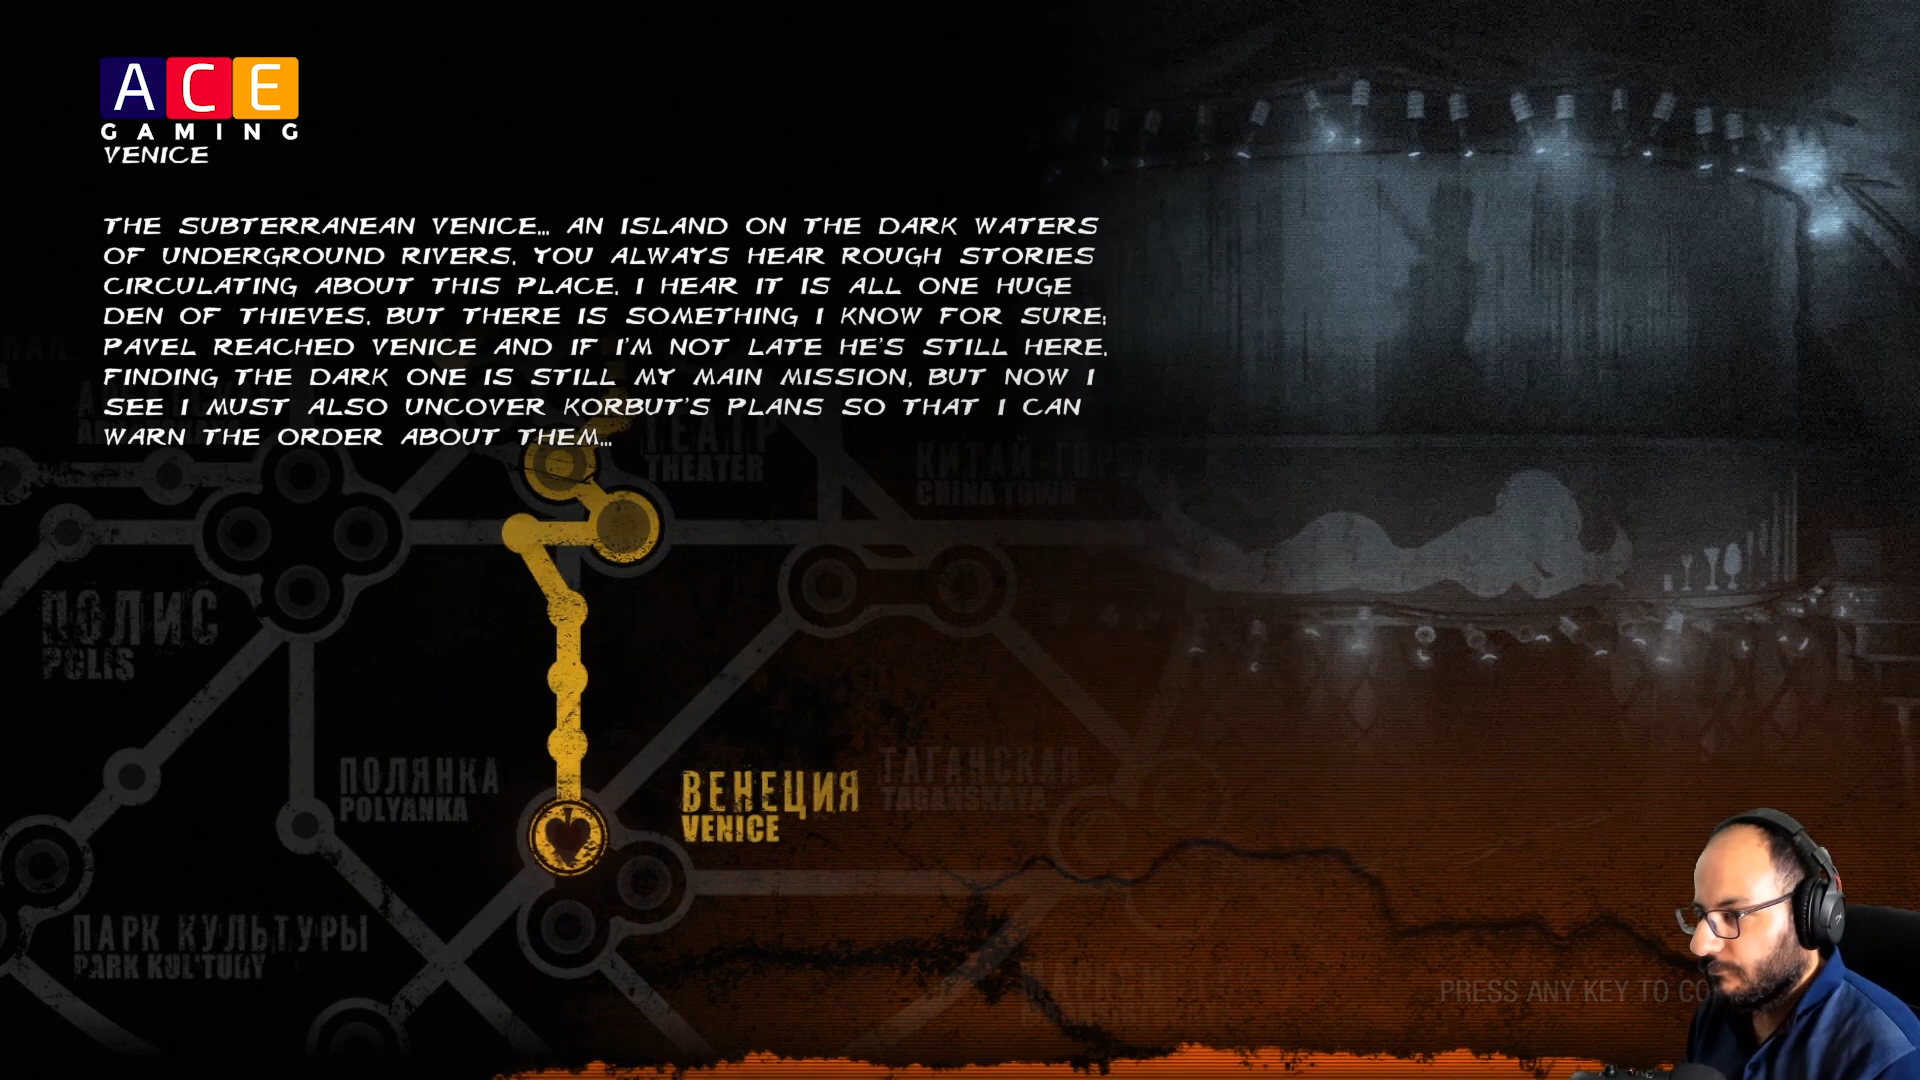 ACE
GAMING
VENICE
THE SUBTERRANEAN VENICE... AN ISLAND ON THE DARK WATERS
OF UNDERGROUND RIVERS. YOU ALWAYS HEAR ROUGH STORIES
CIRCULATING ABOUT THIS PLACE. I HEAR IT IS ALL ONE HUGE
DEN OF THIEVES. BUT THERE IS SOMETHING I KNOW FOR SURE:
PAVEL REACHED VENICE AND IF I'M NOT LATE HE'S STILL HERE.
FINDING THE DARK ONE IS STILL MY MAIN MISSION, BUT NOW I
SEE I MUST ALSO UNCOVER KORBUT'S PLANS SO THAT I CAN
WARN THE ORDER ABOUT THEM...
ТЕАТР
THEATER
КИТАЙ-ГОРОД
CHINA TOWN
ПОЛИС
POLIS
ПОЛЯНКА
POLYANKA
ВЕНЕЦИЯ
VENICE
ТАГАНСКАЯ
TAGANSKAYA
ПАРК КУЛЬТУРЫ
PARK KUL'TURY
PRESS ANY KEY TO